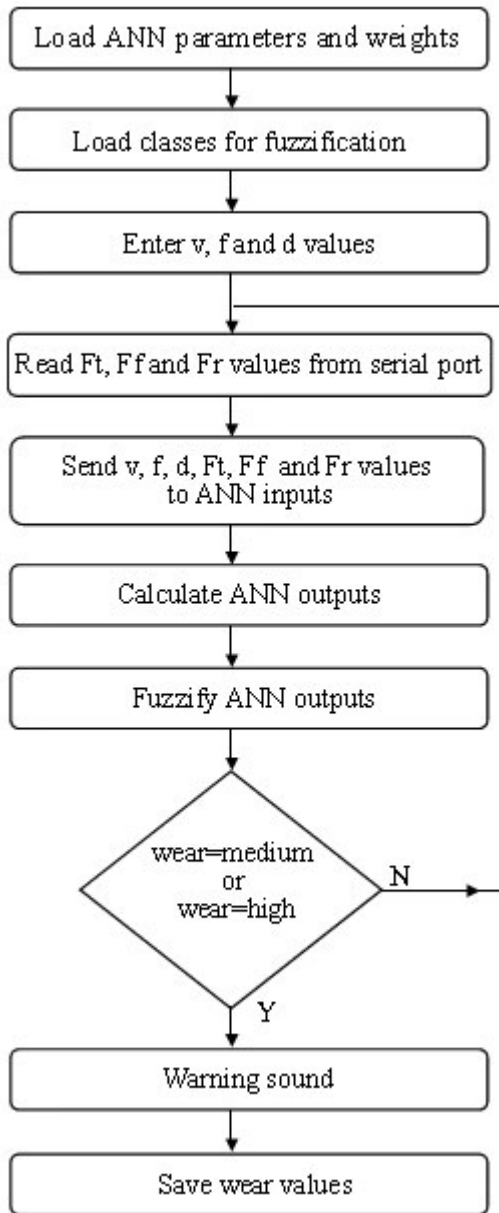 Load ANN parameters and weights
Load classes for fuzzification
Enter v, f and d values
Read Ft, Ff and Fr values from serial port
Send v, f, d, Ft, Ff and Fr values
to ANN inputs
Calculate ANN outputs
Fuzzify ANN outputs
wear=medium
or
wear=high
N
Y
Warning sound
Save wear values